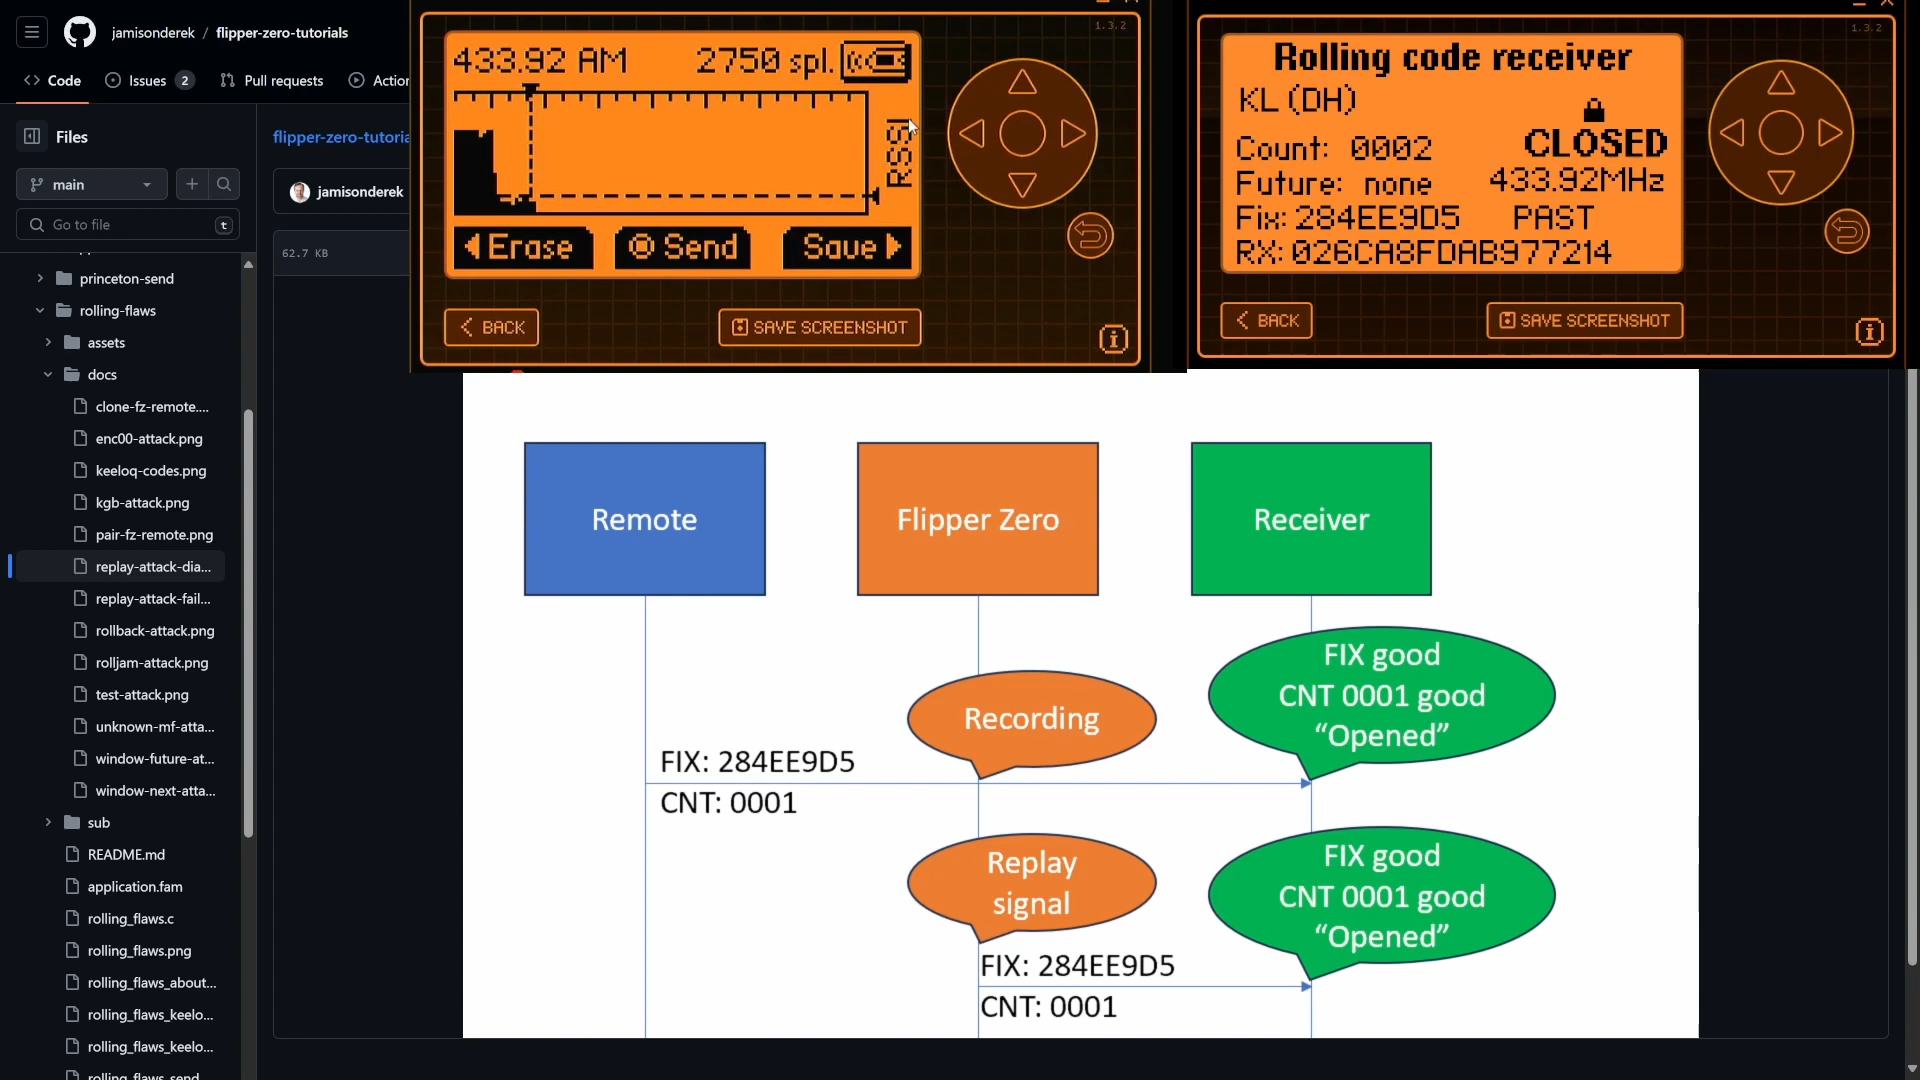 jamisonderek / flipper-zero-tutorials
Code
Issues 2
Pull requests
Action
Files
main
Go to file
t
princeton-send
rolling-flaws
assets
docs
clone-fz-remote....
enc00-attack.png
keeloq-codes.png
kgb-attack.png
pair-fz-remote.png
replay-attack-dia...
replay-attack-fail...
rollback-attack.png
rolljam-attack.png
test-attack.png
unknown-mf-atta...
window-future-at...
window-next-atta...
sub
README.md
application.fam
rolling_flaws.c
rolling_flaws.png
rolling_flaws_about...
rolling_flaws_keelo...
rolling_flaws_keelo...
rolling_flaws_send
flipper-zero-tutoria
jamisonderek
62.7 KB
1.3.2
433.92 AM 2750 spl.
RSSI
Erase Send Save
BACK
SAVE SCREENSHOT
1.3.2
Rolling code receiver
KL (DH)
Count: 0002 CLOSED
Future: none 433.92MHz
Fix: 284EE9D5 PAST
RX: 026CA8FDAB977214
BACK
SAVE SCREENSHOT
Remote
Flipper Zero
Receiver
FIX good
CNT 0001 good
“Opened”
Recording
FIX: 284EE9D5
CNT: 0001
Replay
signal
FIX good
CNT 0001 good
“Opened”
FIX: 284EE9D5
CNT: 0001